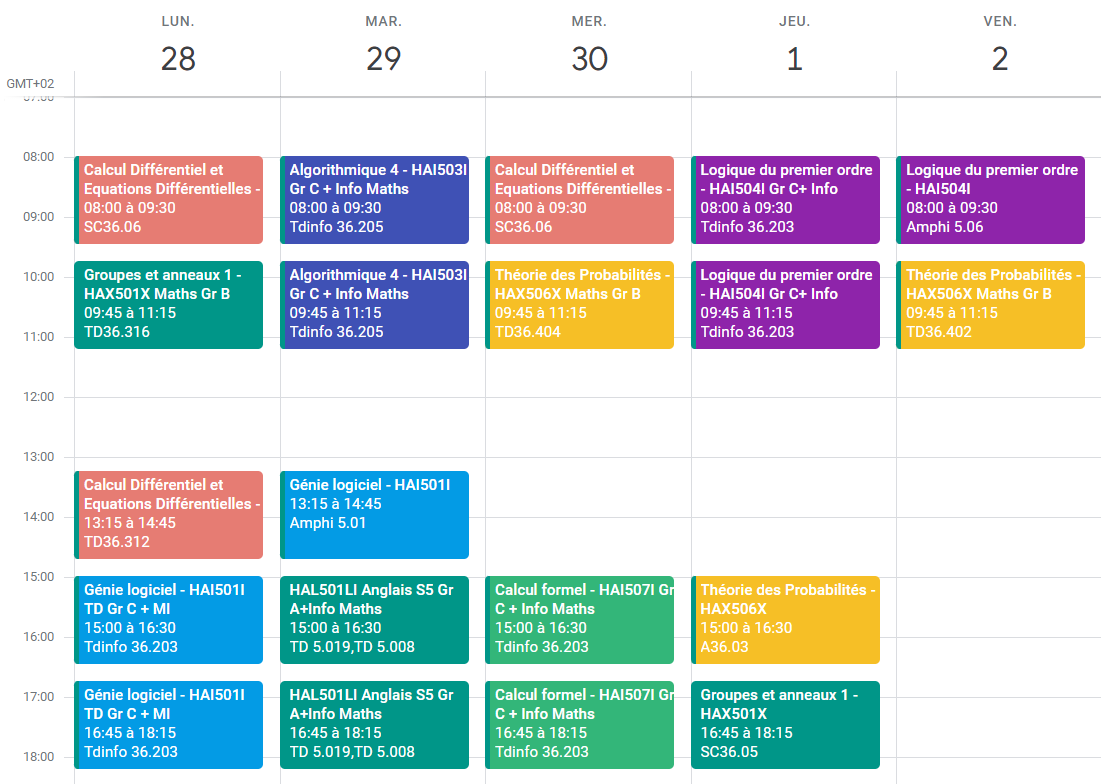 LUN.
MAR.
MER.
JEU.
VEN.
28
29
30
1
2
GMT+02
07:00
08:00
Calcul Différentiel et
Equations Différentielles -
08:00 à 09:30
SC36.06
Algorithmique 4 - HAI503I
Gr C + Info Maths
08:00 à 09:30
Tdinfo 36.205
Calcul Différentiel et
Equations Différentielles -
08:00 à 09:30
SC36.06
Logique du premier ordre
- HAI504I Gr C+ Info
08:00 à 09:30
Tdinfo 36.203
Logique du premier ordre
- HAI504I
08:00 à 09:30
Amphi 5.06
09:00
10:00
Groupes et anneaux 1 -
HAX501X Maths Gr B
09:45 à 11:15
TD36.316
Algorithmique 4 - HAI503I
Gr C + Info Maths
09:45 à 11:15
Tdinfo 36.205
Théorie des Probabilités -
HAX506X Maths Gr B
09:45 à 11:15
TD36.404
Logique du premier ordre
- HAI504I Gr C+ Info
09:45 à 11:15
Tdinfo 36.203
Théorie des Probabilités -
HAX506X Maths Gr B
09:45 à 11:15
TD36.402
11:00
12:00
13:00
Calcul Différentiel et
Equations Différentielles -
13:15 à 14:45
TD36.312
Génie logiciel - HAI501I
13:15 à 14:45
Amphi 5.01
14:00
15:00
Génie logiciel - HAI501I
TD Gr C + MI
15:00 à 16:30
Tdinfo 36.203
HAL501LI Anglais S5 Gr
A+Info Maths
15:00 à 16:30
TD 5.019,TD 5.008
Calcul formel - HAI507I Gr
C + Info Maths
15:00 à 16:30
Tdinfo 36.203
Théorie des Probabilités -
HAX506X
15:00 à 16:30
A36.03
16:00
17:00
Génie logiciel - HAI501I
TD Gr C + MI
16:45 à 18:15
Tdinfo 36.203
HAL501LI Anglais S5 Gr
A+Info Maths
16:45 à 18:15
TD 5.019,TD 5.008
Calcul formel - HAI507I Gr
C + Info Maths
16:45 à 18:15
Tdinfo 36.203
Groupes et anneaux 1 -
HAX501X
16:45 à 18:15
SC36.05
18:00